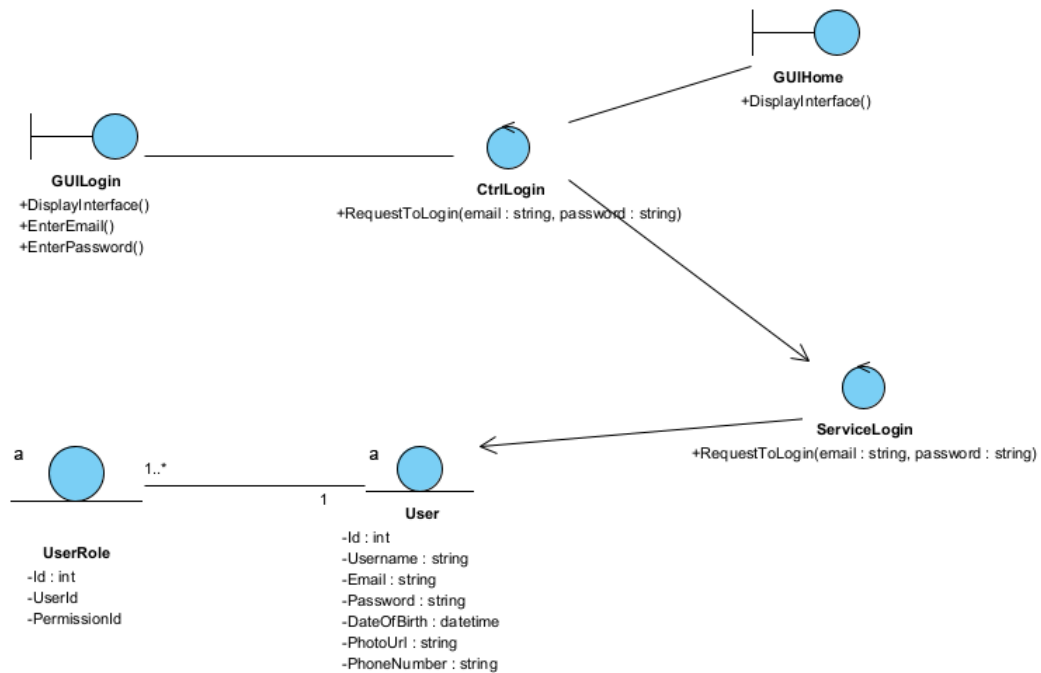 GUIHome
+DisplayInterface()
GUILogin
+DisplayInterface()
+EnterEmail()
+EnterPassword()
CtrlLogin
+RequestToLogin(email : string, password : string)
ServiceLogin
+RequestToLogin(email : string, password : string)
a
1..*
1
a
UserRole
-Id : int
-UserId
-PermissionId
User
-Id : int
-Username : string
-Email : string
-Password : string
-DateOfBirth : datetime
-PhotoUrl : string
-PhoneNumber : string